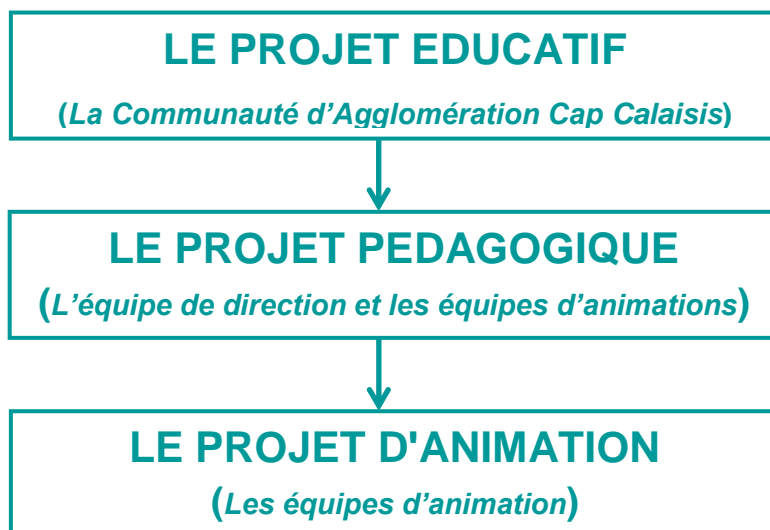 LE PROJET EDUCATIF
(La Communauté d’Agglomération Cap Calaisis)
LE PROJET PEDAGOGIQUE
(L’équipe de direction et les équipes d’animations)
LE PROJET D'ANIMATION
(Les équipes d’animation)